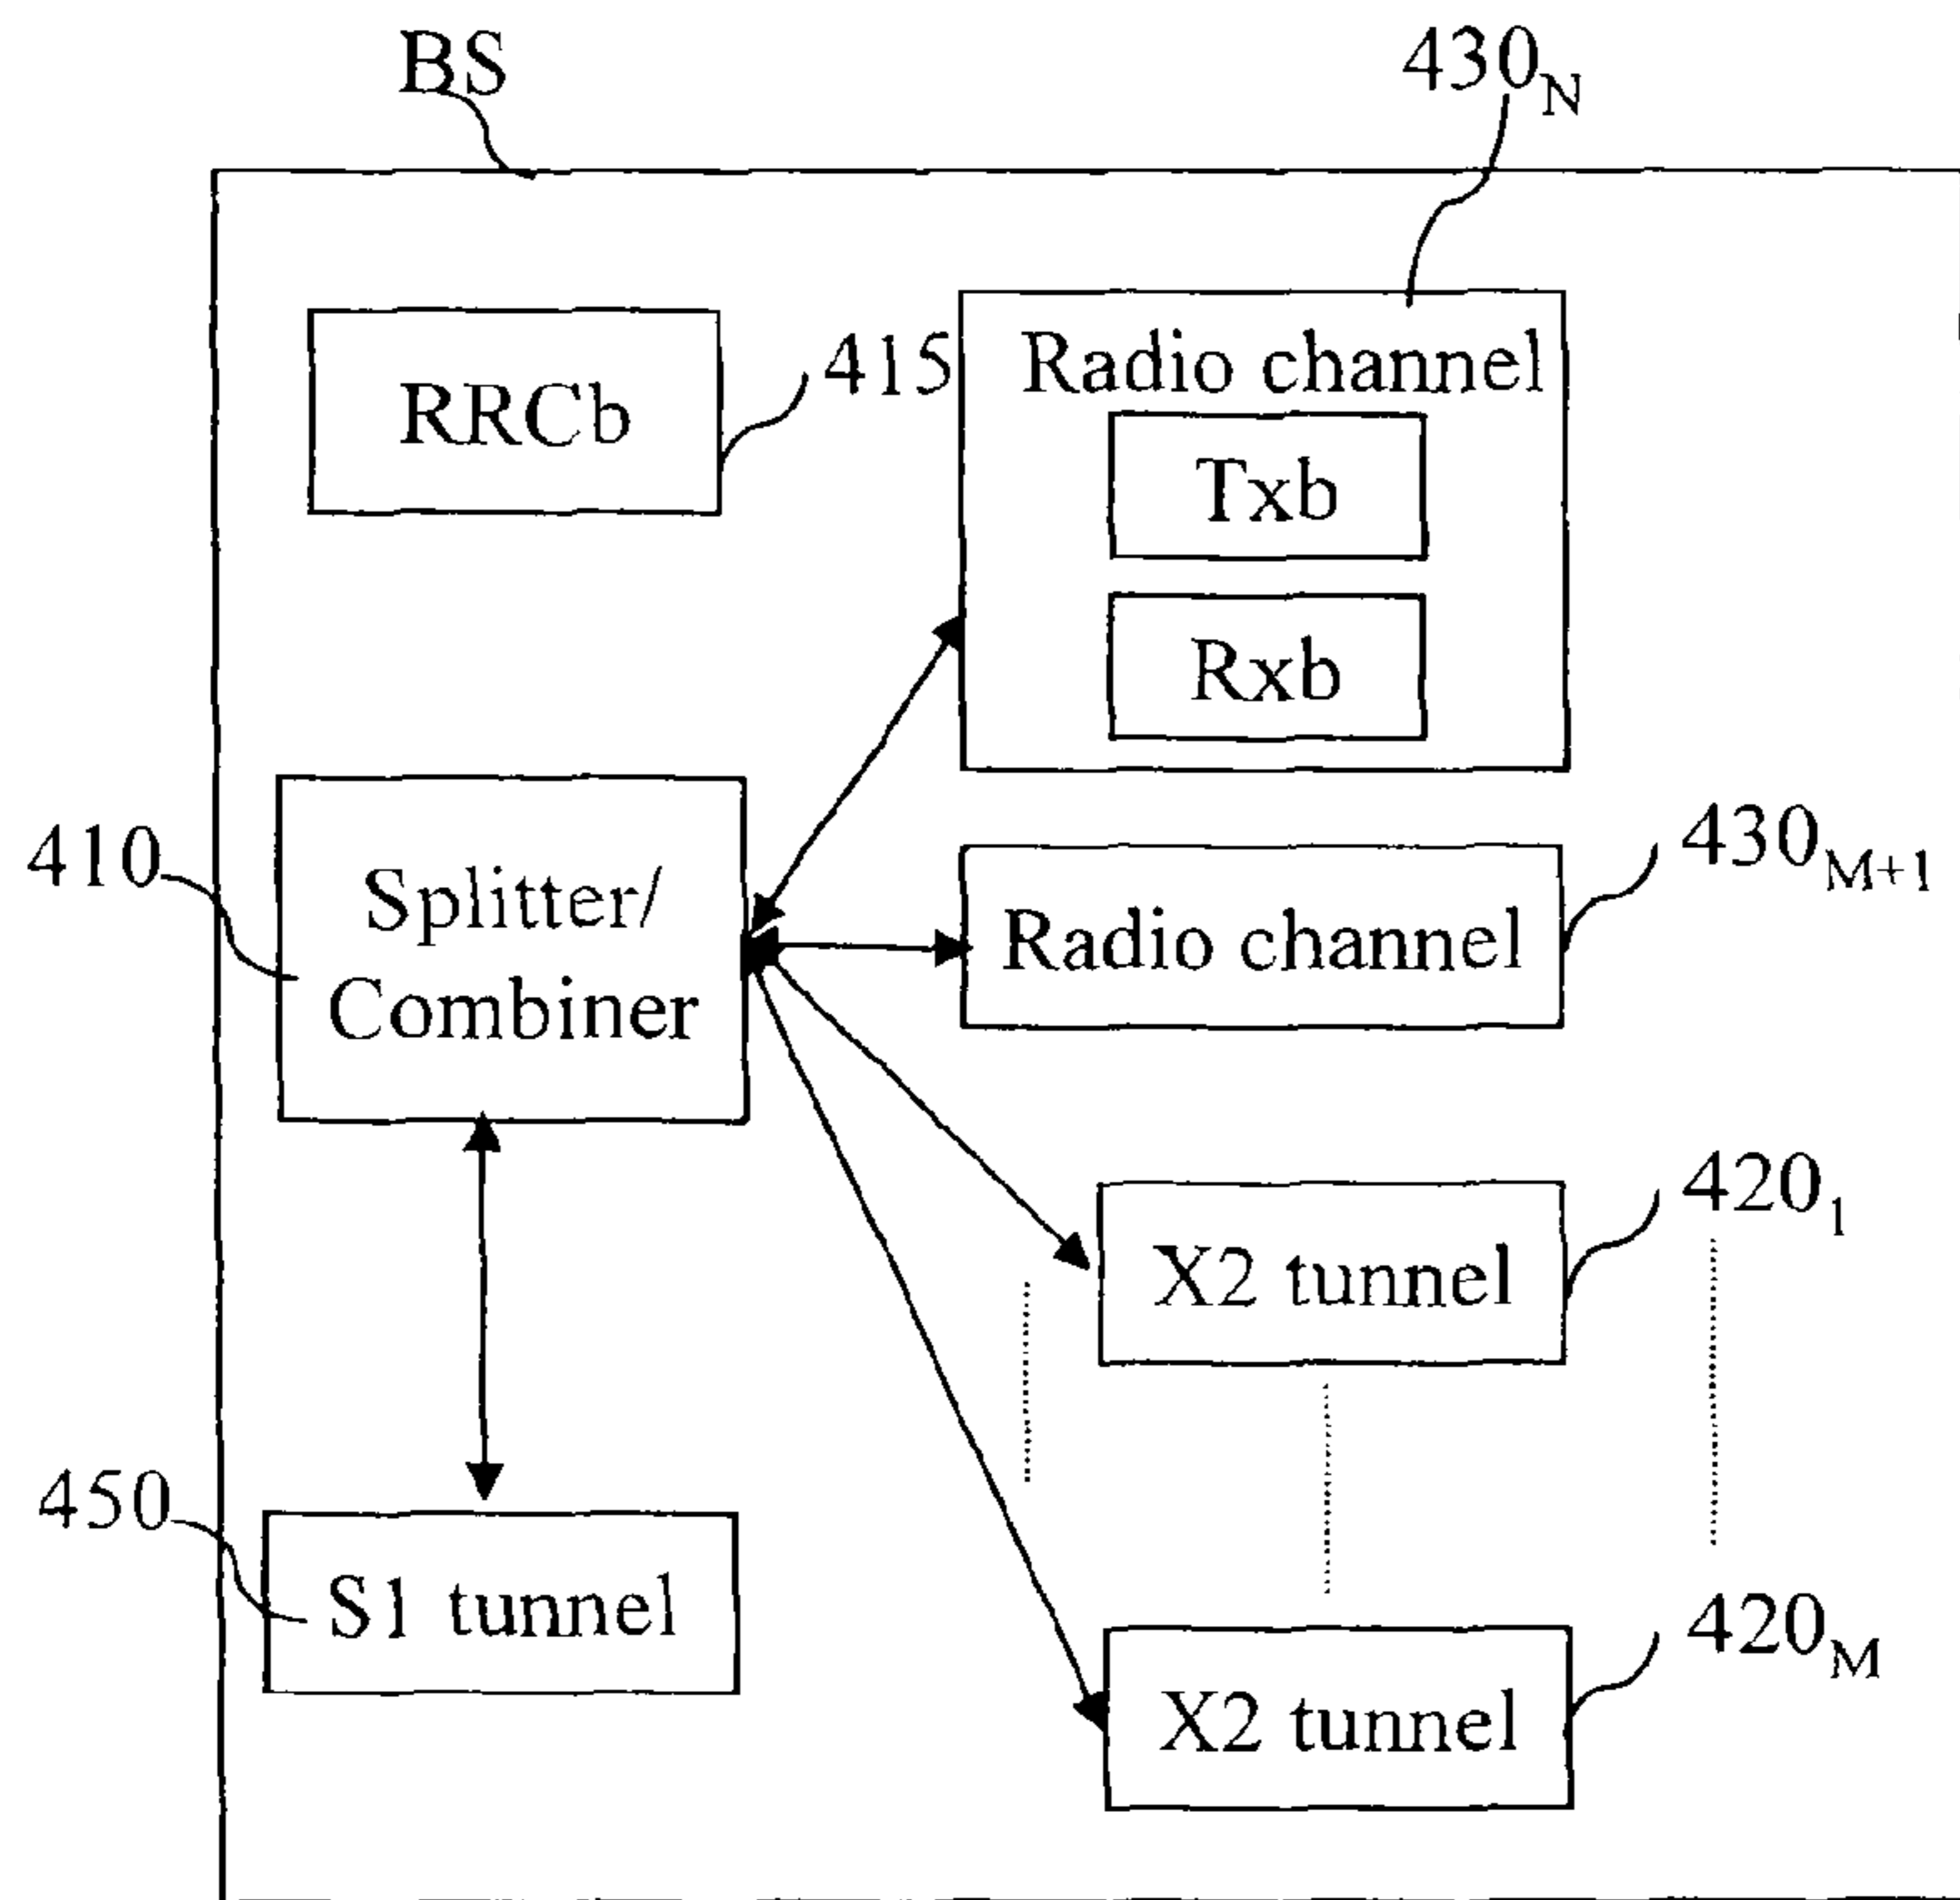 BS
430N
RRCb
415
Radio channel
Txb
Rxb
410
Splitter/
Combiner
Radio channel
430M+1
X2 tunnel
4201
450
S1 tunnel
X2 tunnel
420M